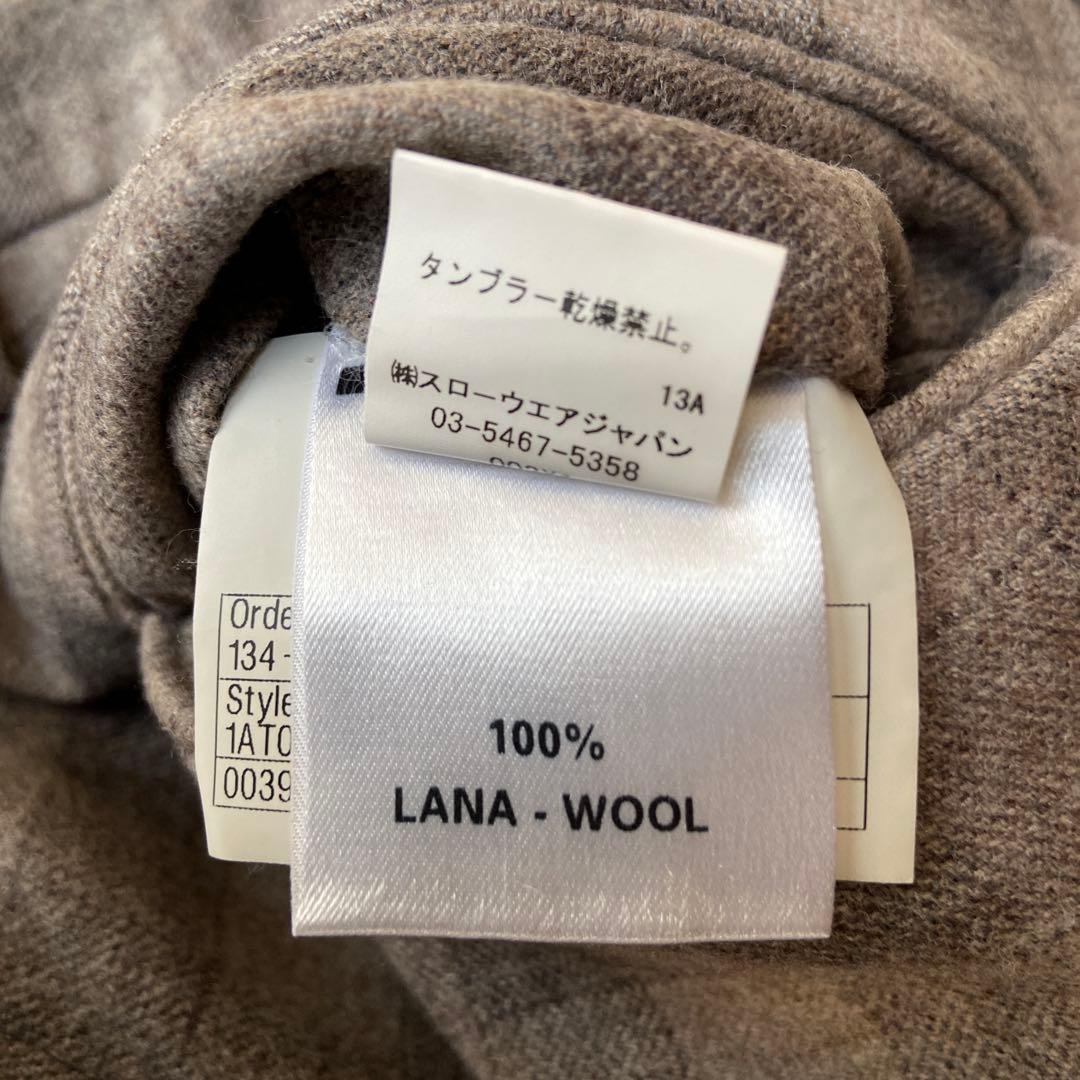 タンブラー乾燥禁止。
13A
㈱スローウエアジャパン
03-5467-5358
Orde
134-
Style
1AT0
0039
100%
LANA - WOOL